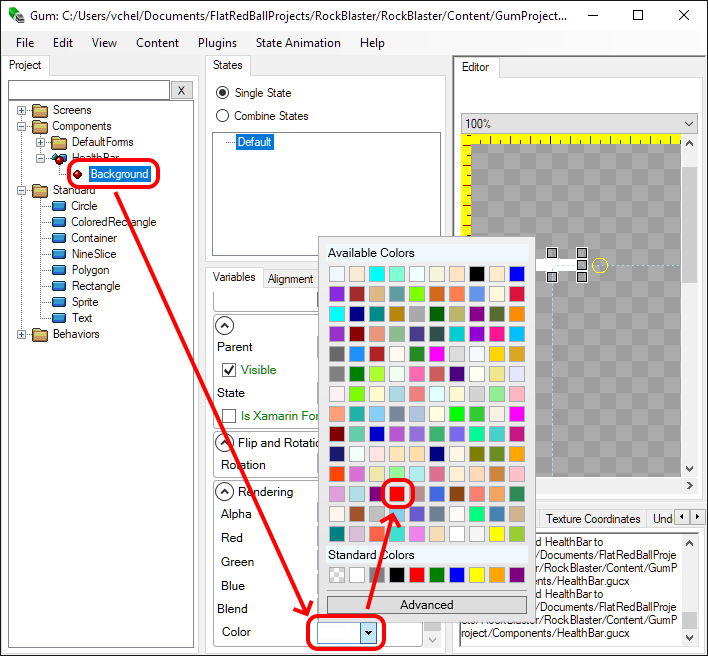 Gum: C:/Users/vchel/Documents/FlatRedBallProjects/RockBlaster/RockBlaster/Content/GumProject...
File Edit View Content Plugins State Animation Help
Project
X
Screens
Components
DefaultForms
HealthBar
Background
Standard
Circle
ColoredRectangle
Container
NineSlice
Polygon
Rectangle
Sprite
Text
Behaviors
States
Single State
Combine States
Default
Variables Alignment
Parent
Visible
State
Is Xamarin For
Flip and Rotatio
Rotation
Rendering
Alpha
Red
Green
Blue
Blend
Color
Available Colors
Standard Colors
Advanced
Editor
100%
Texture Coordinates Und
d HealthBar to
/Documents/FlatRedBallProje
RockBlaster/Content/GumP
ents/HealthBar.gucx
d HealthBar to
/Documents/FlatRedBallProje
cts/RockBlaster/RockBlaster/Content/GumP
roject/Components/HealthBar.gucx